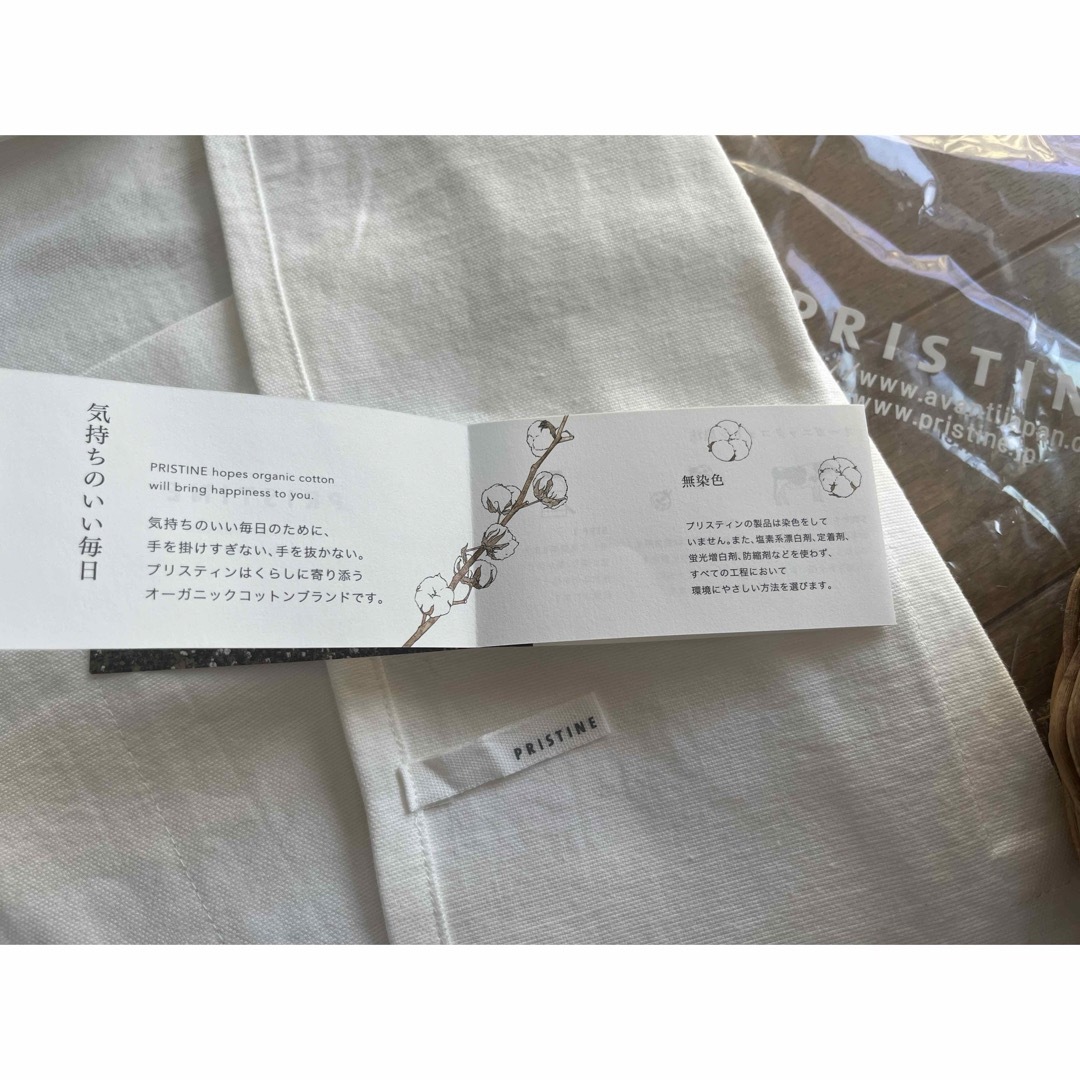 気持ちのいい毎日
PRISTINE hopes organic cotton
will bring happiness to you.
気持ちのいい毎日のために、
手を掛けすぎない、手を抜かない。
プリスティンはくらしに寄り添う
オーガニックコットンブランドです。
無染色
プリスティンの製品は染色をして
いません。また、塩素系漂白剤、定着剤、
蛍光増白剤、防縮剤などを使わず、
すべての工程において
環境にやさしい方法を選びます。
PRISTINE
PRISTIN
/www.avantijapan.c
www.pristine.jp